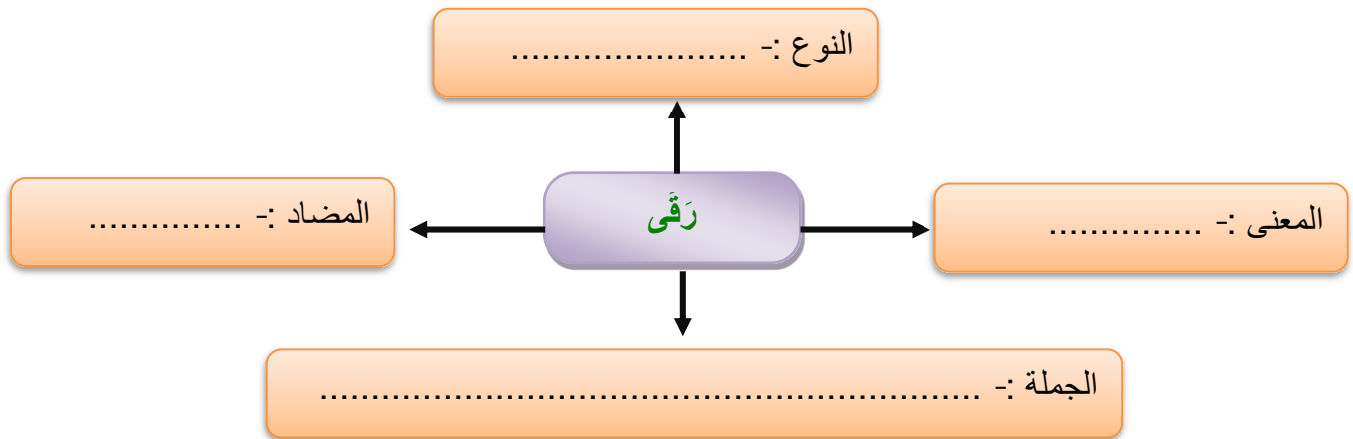 النوع :- .......................
رَقَى
المعنى :- ...............
المضاد :- ...............
الجملة :- ................................................................